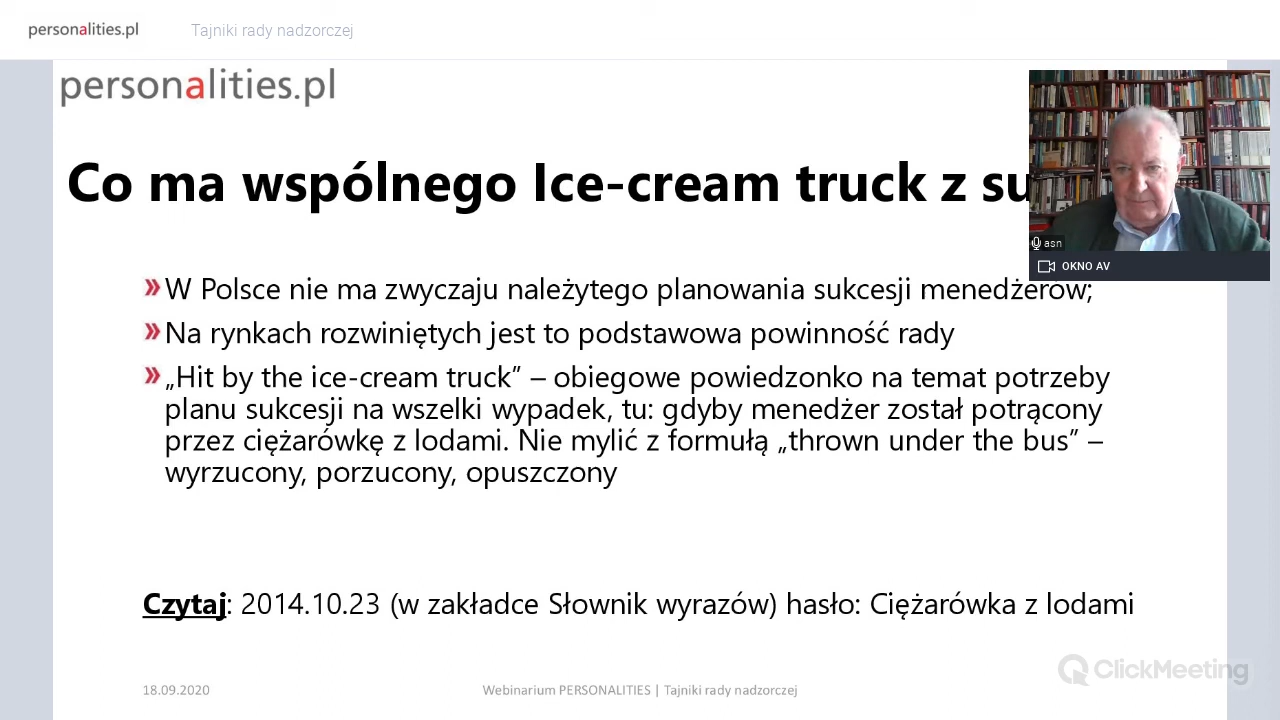 personalities.pl
Tajniki rady nadzorczej
personalities.pl
Co ma wspólnego Ice-cream truck z su
asn
OKNO AV
» W Polsce nie ma zwyczaju należytego planowania sukcesji menedżerów;
» Na rynkach rozwiniętych jest to podstawowa powinność rady
» „Hit by the ice-cream truck” – obiegowe powiedzonko na temat potrzeby
planu sukcesji na wszelki wypadek, tu: gdyby menedżer został potrącony
przez ciężarówkę z lodami. Nie mylić z formułą „thrown under the bus” –
wyrzucony, porzucony, opuszczony
Czytaj: 2014.10.23 (w zakładce Słownik wyrazów) hasło: Ciężarówka z lodami
ClickMeeting
18.09.2020
Webinarium PERSONALITIES | Tajniki rady nadzorczej